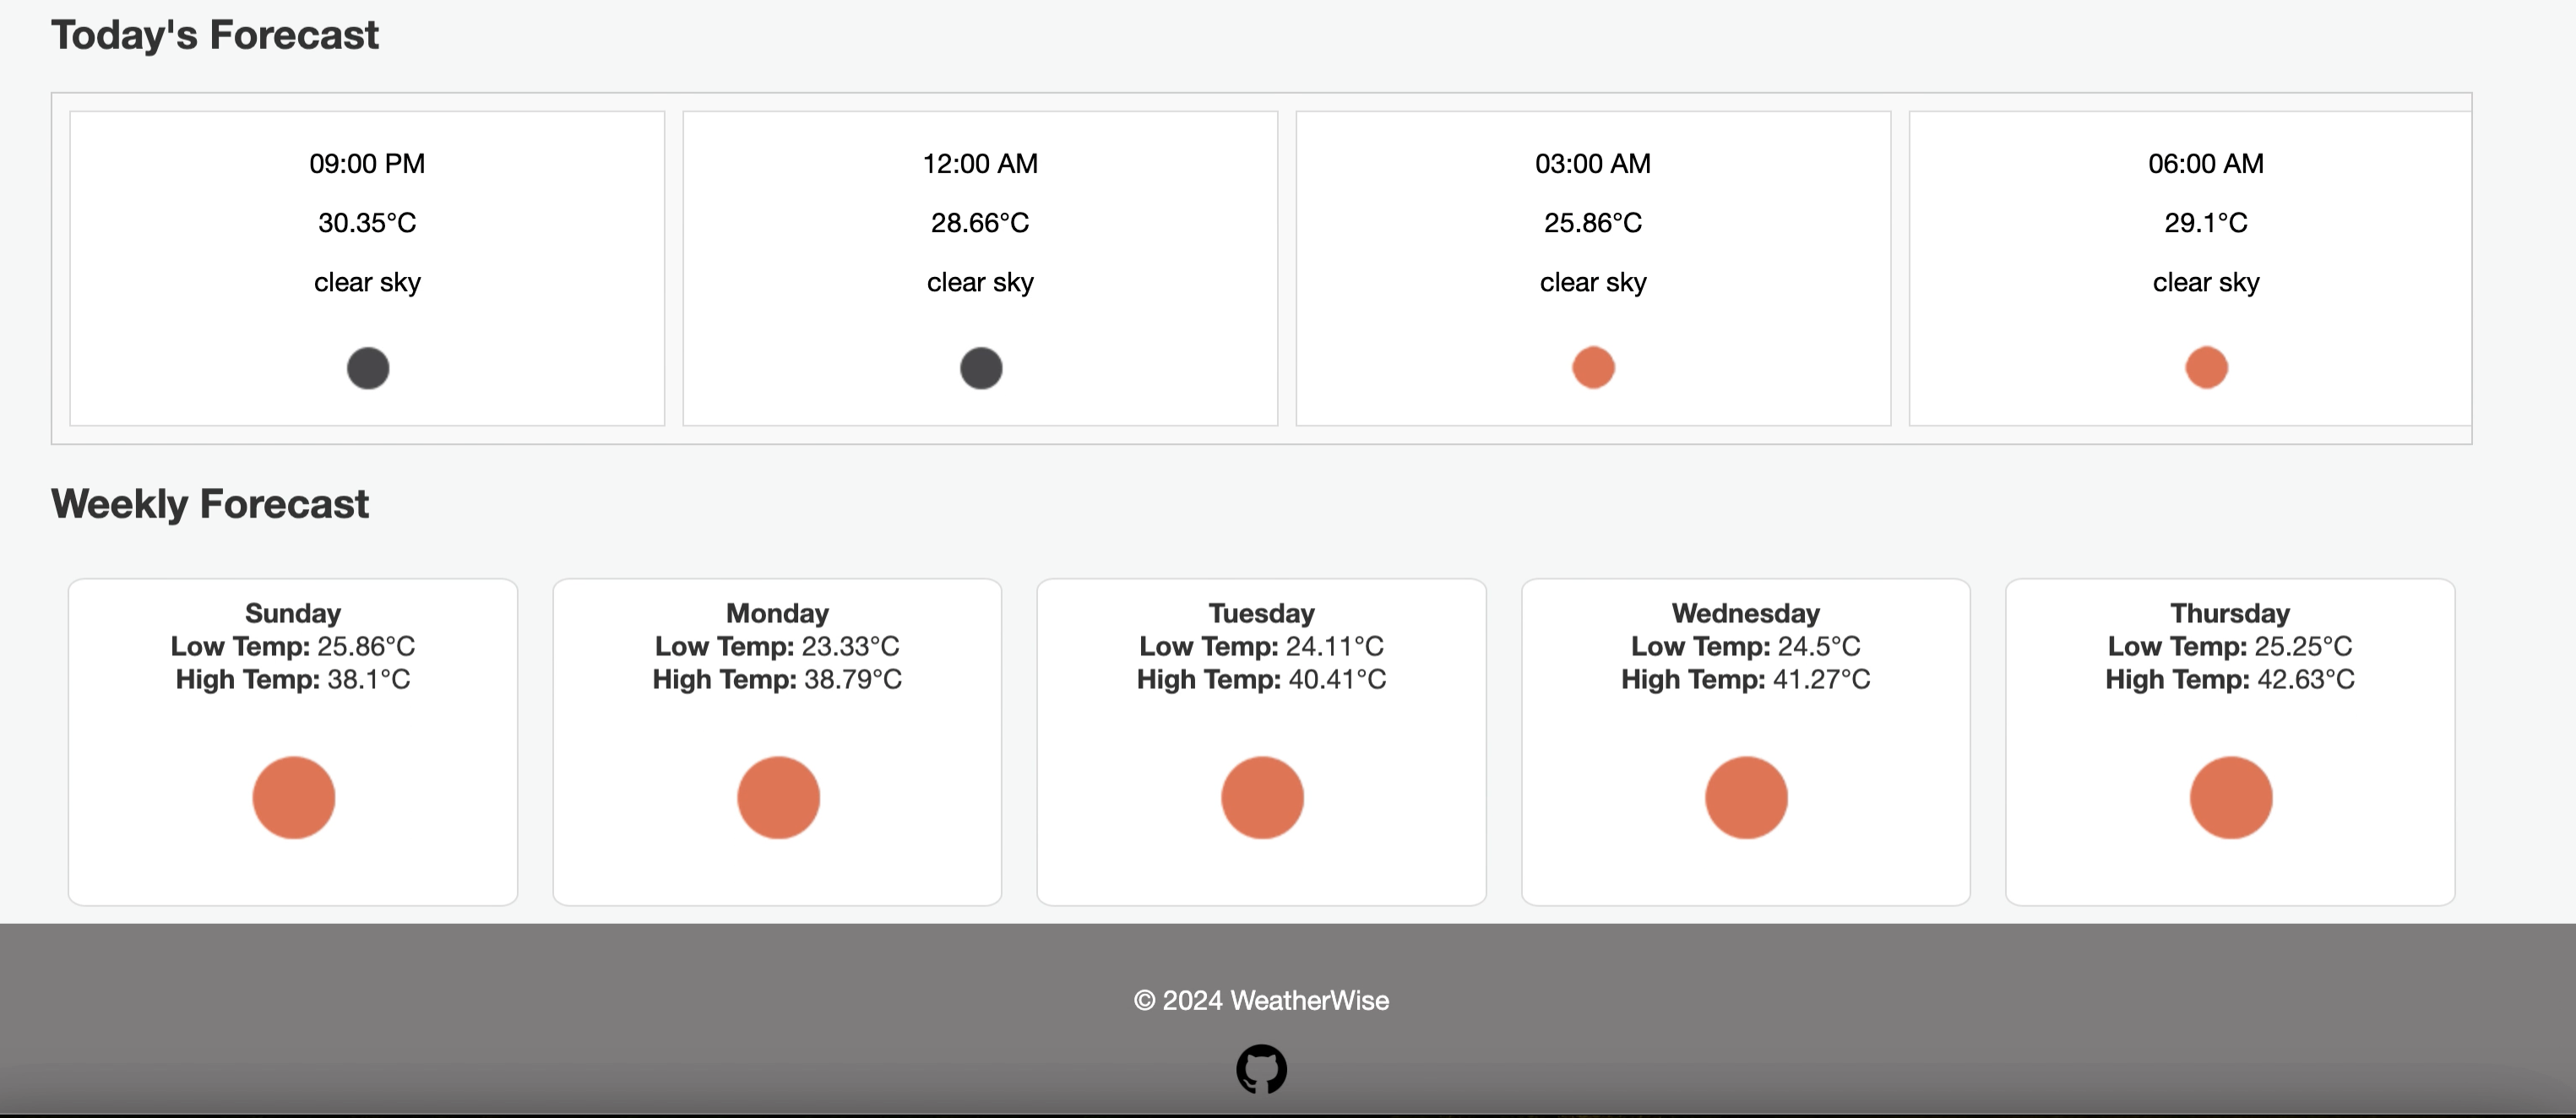 Today's Forecast
09:00 PM
30.35°C
clear sky
12:00 AM
28.66°C
clear sky
03:00 AM
25.86°C
clear sky
06:00 AM
29.1°C
clear sky
Weekly Forecast
Sunday
Low Temp: 25.86°C
High Temp: 38.1°C
Monday
Low Temp: 23.33°C
High Temp: 38.79°C
Tuesday
Low Temp: 24.11°C
High Temp: 40.41°C
Wednesday
Low Temp: 24.5°C
High Temp: 41.27°C
Thursday
Low Temp: 25.25°C
High Temp: 42.63°C
© 2024 WeatherWise